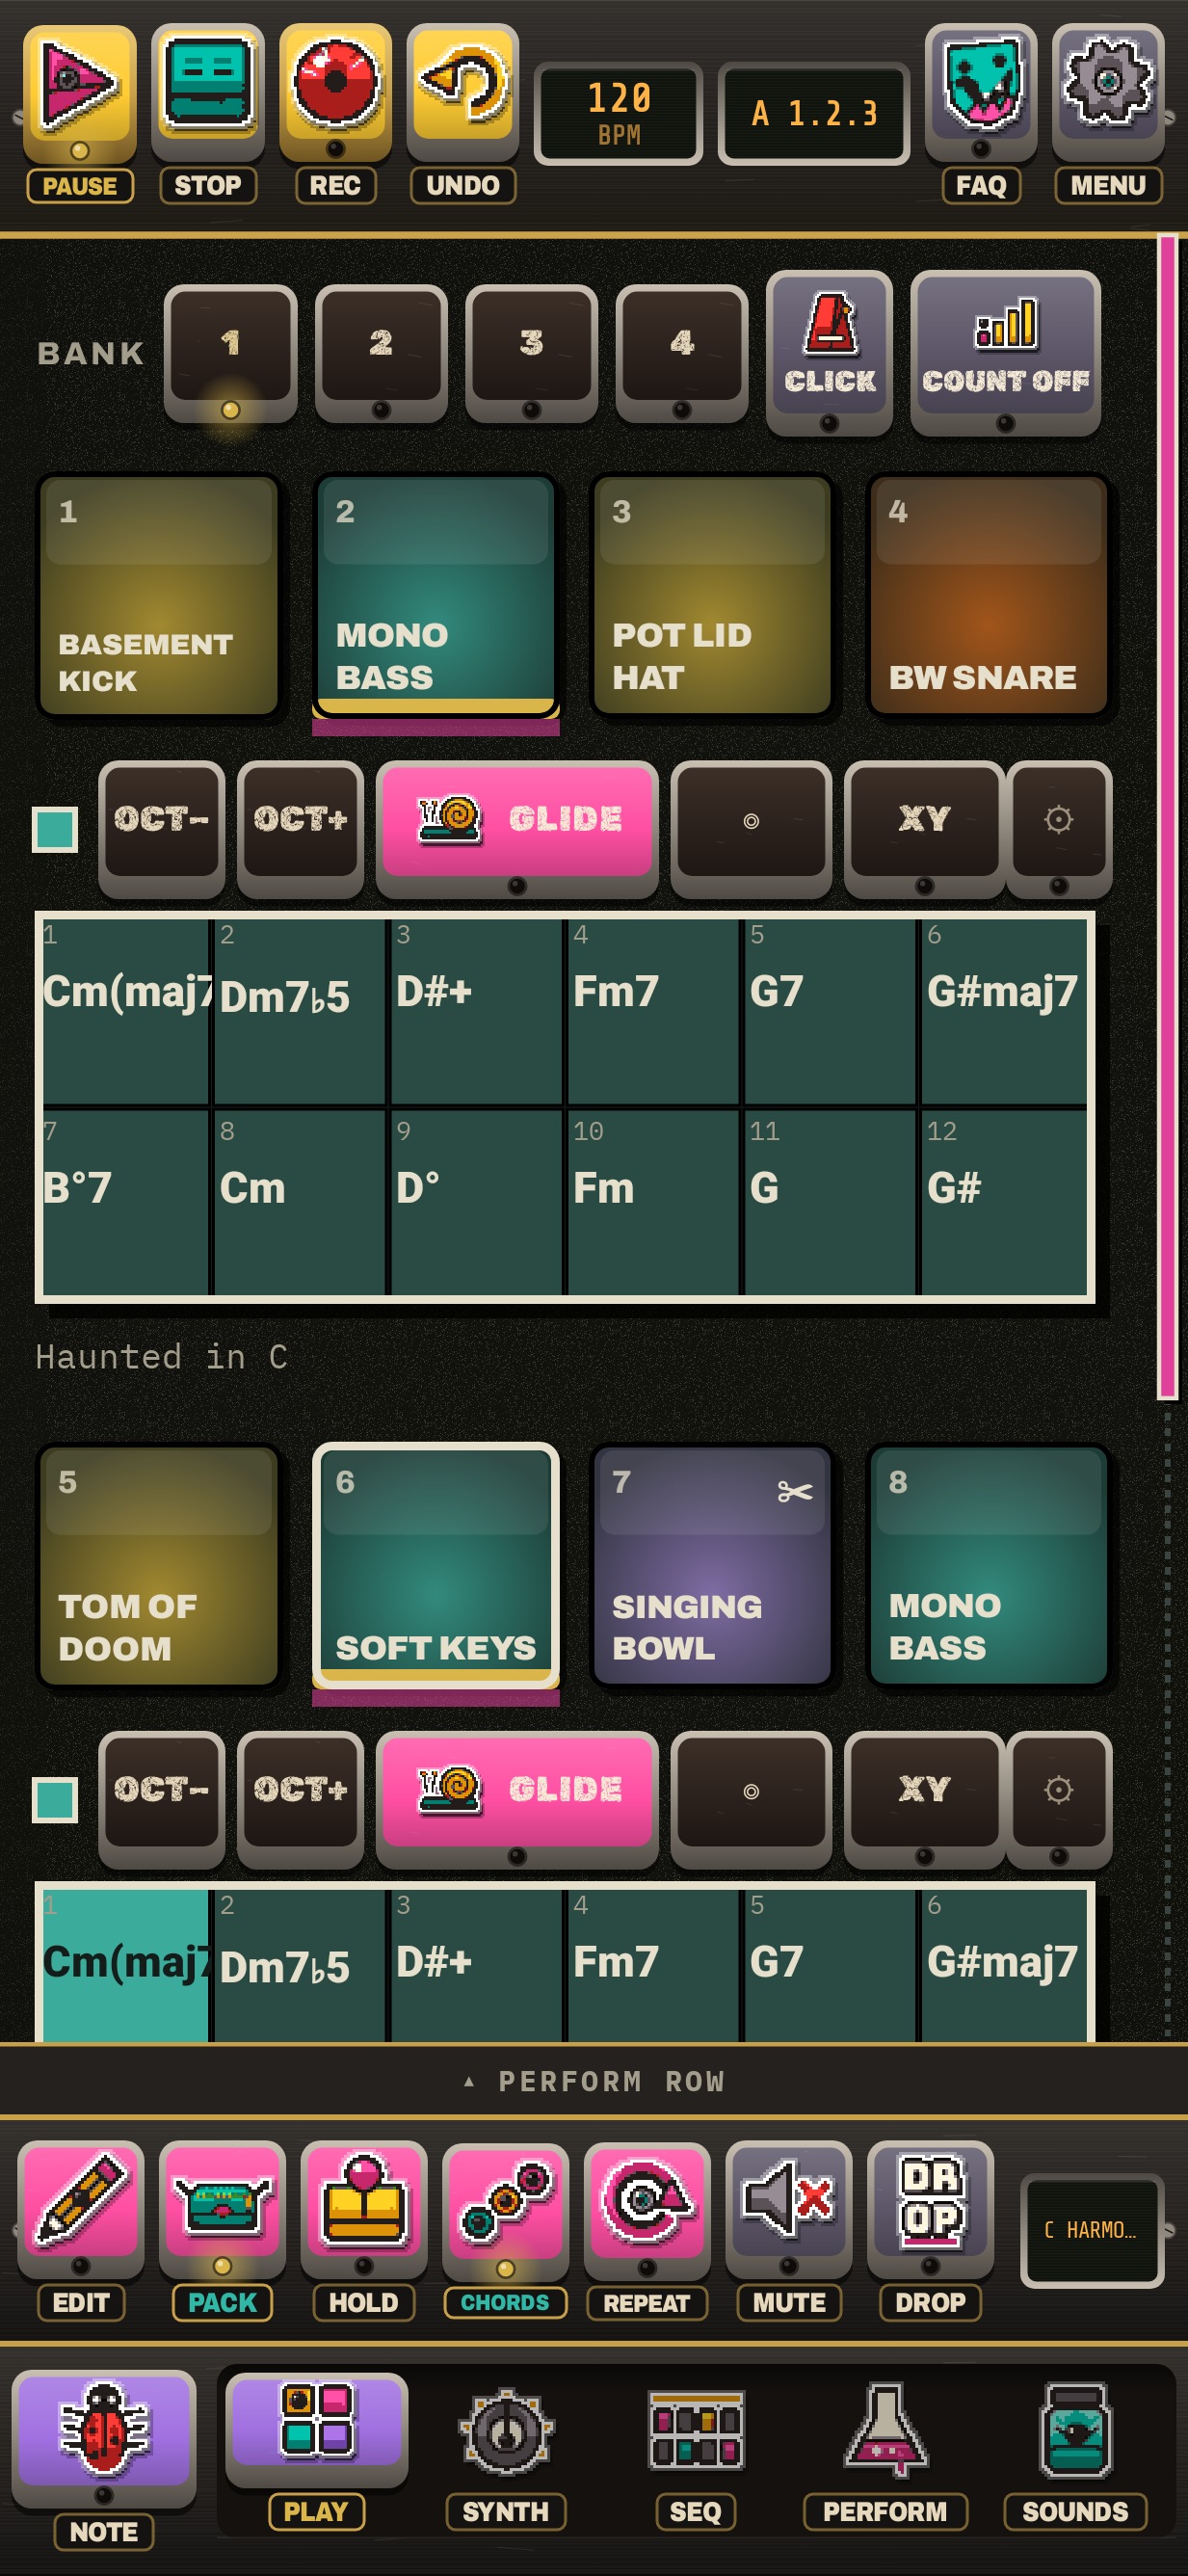 120
BPM
A 1.2.3
PAUSE STOP REC UNDO FAQ MENU
BANK 1 2 3 4 CLICK COUNT OFF
1 2 3 4
BASEMENT KICK
MONO BASS
POT LID HAT
BW SNARE
OCT- OCT+ GLIDE XY
1 2 3 4 5 6
Cm(maj7 Dm7♭5 D#+ Fm7 G7 G#maj7
7 8 9 10 11 12
B°7 Cm D° Fm G G#
Haunted in C
5 6 7 8
TOM OF DOOM
SOFT KEYS
SINGING BOWL
MONO BASS
OCT- OCT+ GLIDE XY
1 2 3 4 5 6
Cm(maj7 Dm7♭5 D#+ Fm7 G7 G#maj7
▲ PERFORM ROW
DROP
C HARMO…
EDIT PACK HOLD CHORDS REPEAT MUTE DROP
NOTE PLAY SYNTH SEQ PERFORM SOUNDS